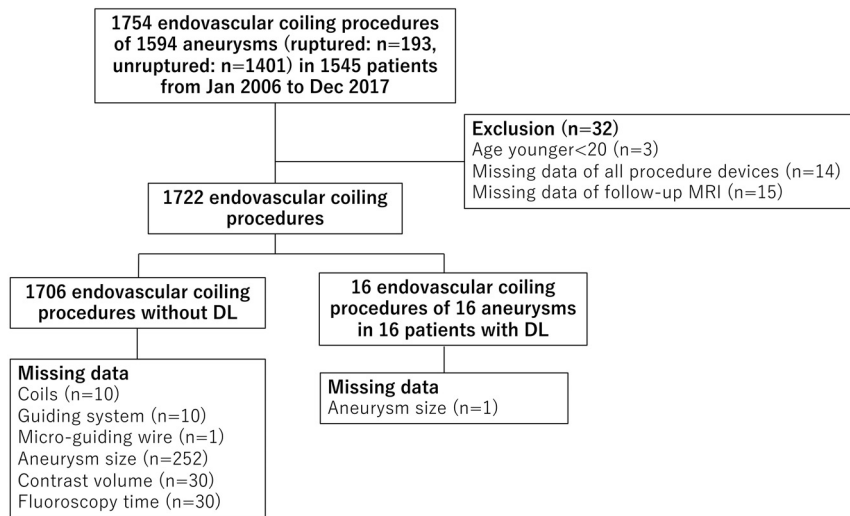 1754 endovascular coiling procedures
of 1594 aneurysms (ruptured: n=193,
unruptured: n=1401) in 1545 patients
from Jan 2006 to Dec 2017
Exclusion (n=32)
Age younger<20 (n=3)
Missing data of all procedure devices (n=14)
Missing data of follow-up MRI (n=15)
1722 endovascular coiling
procedures
1706 endovascular coiling
procedures without DL
16 endovascular coiling
procedures of 16 aneurysms
in 16 patients with DL
Missing data
Coils (n=10)
Guiding system (n=10)
Micro-guiding wire (n=1)
Aneurysm size (n=252)
Contrast volume (n=30)
Fluoroscopy time (n=30)
Missing data
Aneurysm size (n=1)